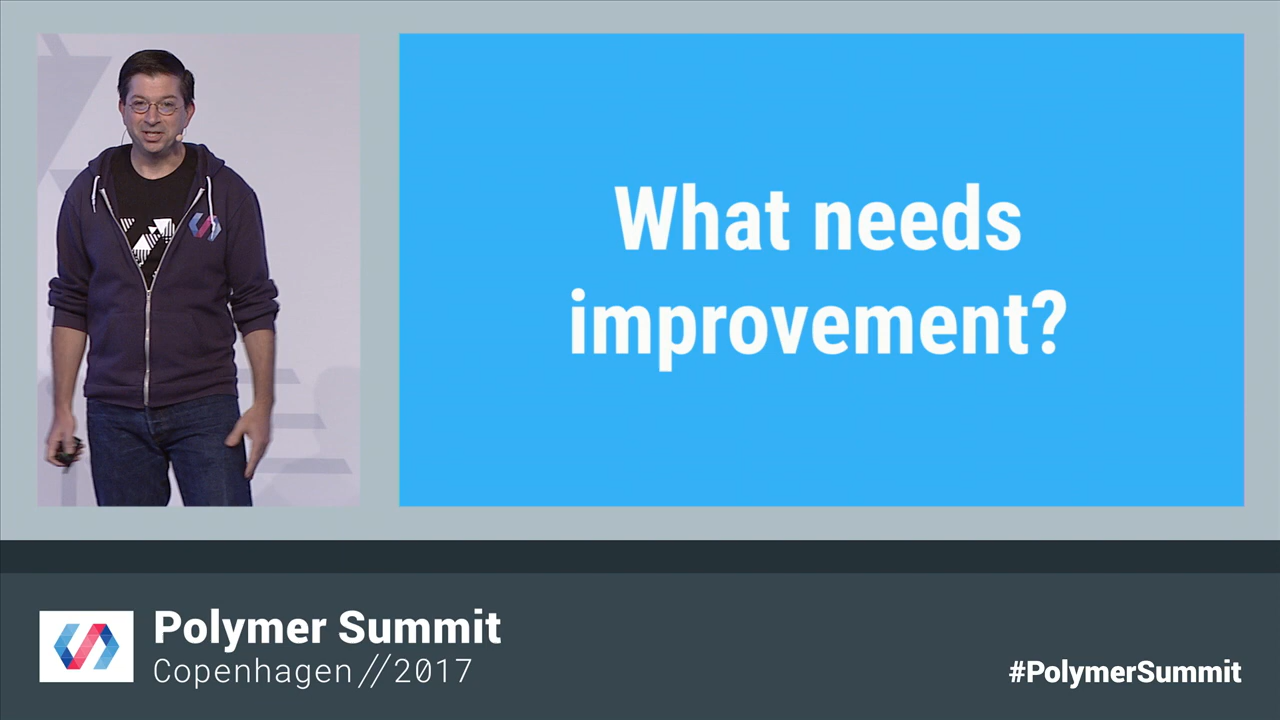 What needs
improvement?
Polymer Summit
Copenhagen//2017
#PolymerSummit